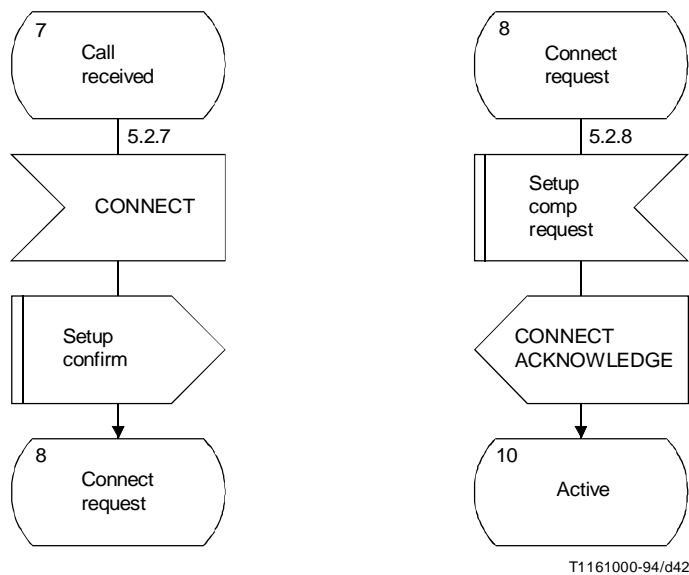 7
Call
received
5.2.7
CONNECT
Setup
confirm
8
Connect
request
8
Connect
request
5.2.8
Setup
comp
request
CONNECT
ACKNOWLEDGE
10
Active
T1161000-94/d42